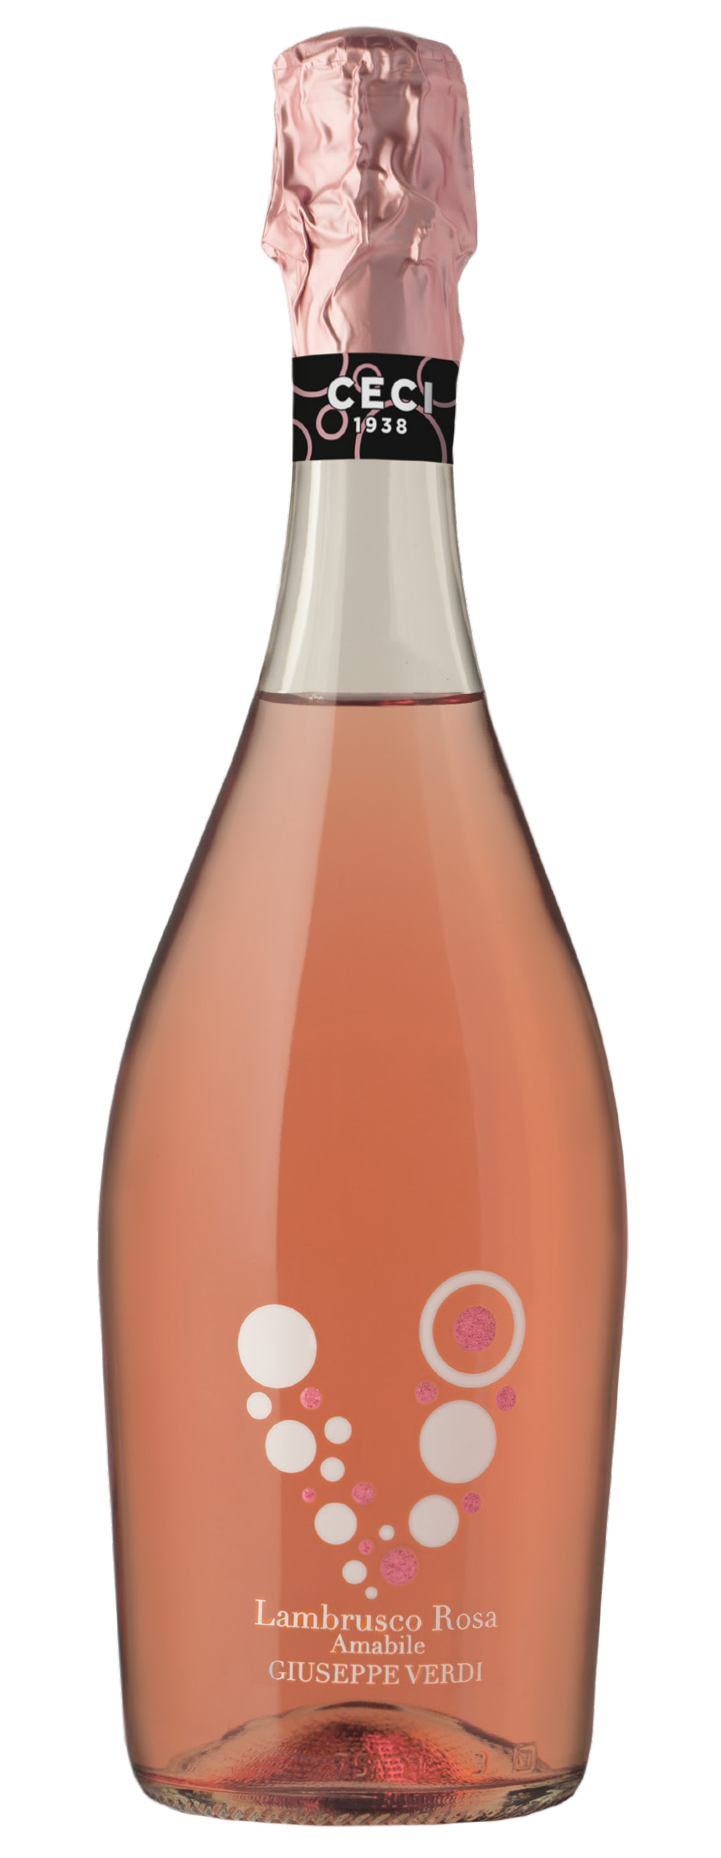 CECI
1938
Lambrusco Rosa
Amabile
GIUSEPPE VERDI